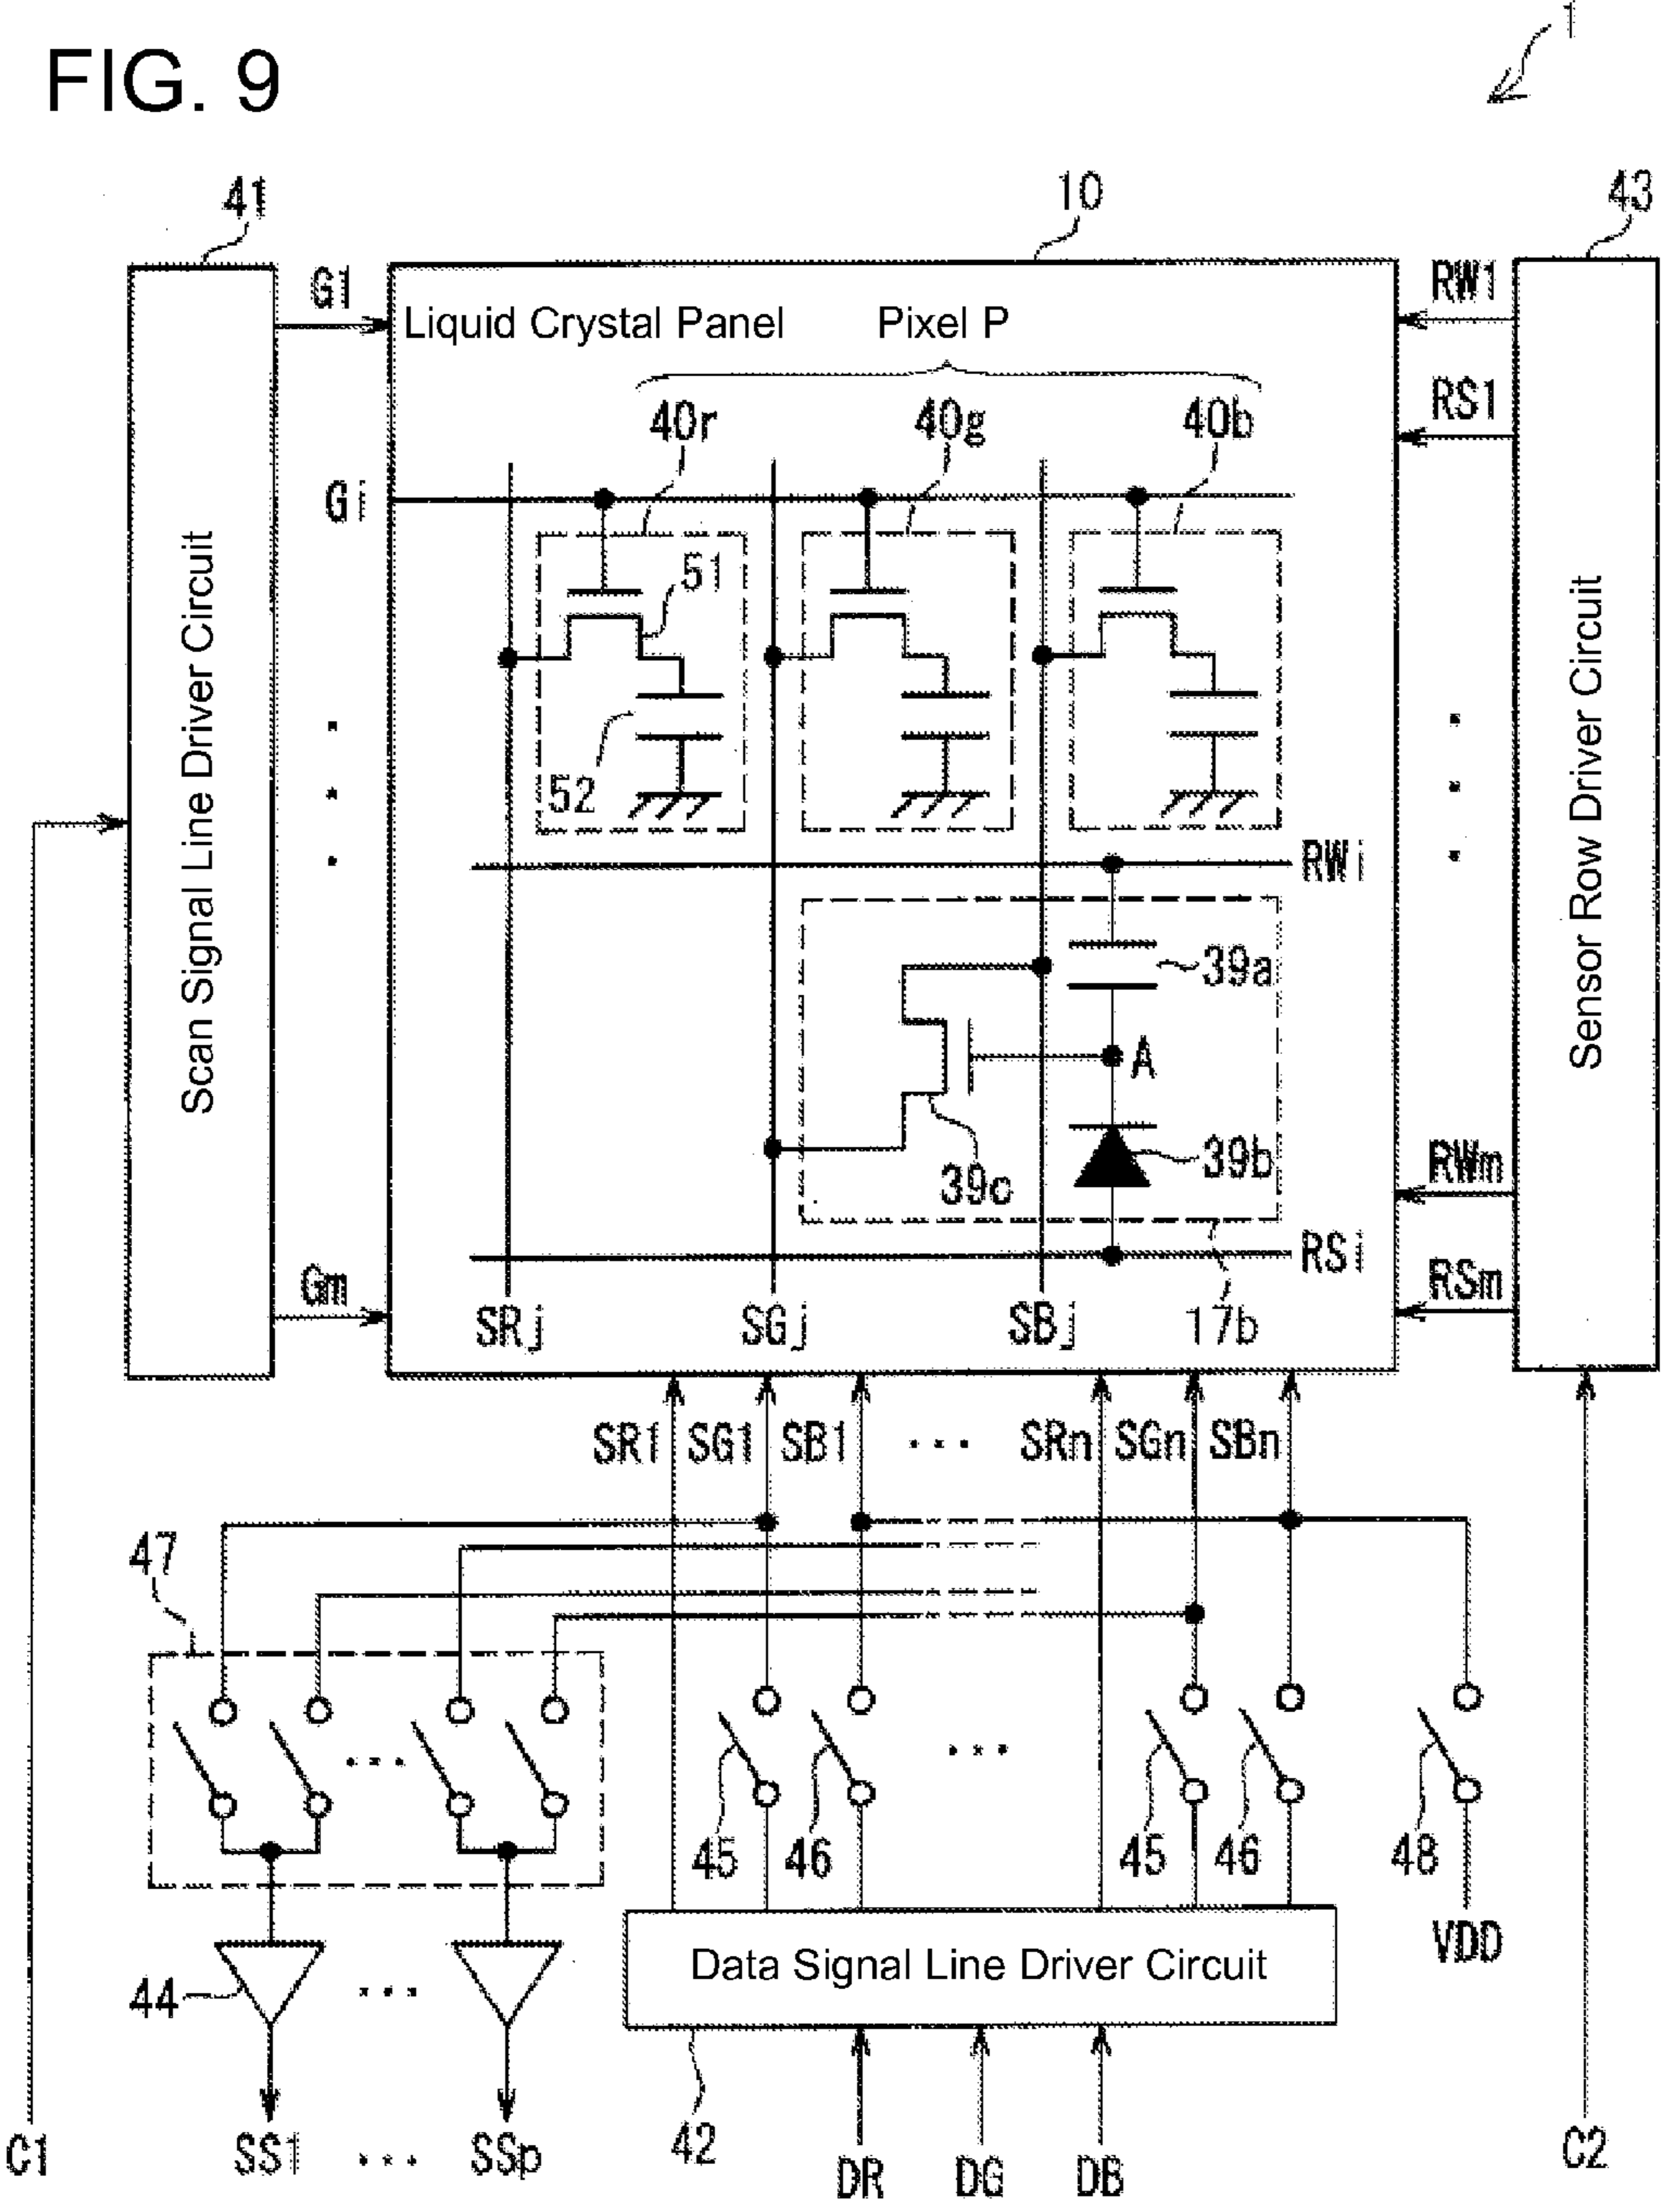 FIG. 9
1
41
10
43
G1
RW1
Liquid Crystal Panel
Pixel P
RS1
40r
40g
40b
Gi
51
52
Scan Signal Line Driver Circuit
Sensor Row Driver Circuit
. . .
. . .
RWi
39a
A
39b
39c
RWm
RSi
Gm
RSm
SRj
SGj
SBj
17b
SR1
SG1
SB1
...
SRn
SGn
SBn
47
...
...
45
46
45
46
48
VDD
44
...
Data Signal Line Driver Circuit
42
C1
SS1
...
SSp
DR
DG
DB
C2